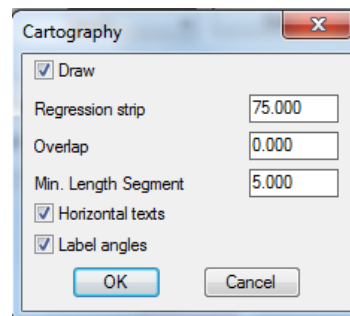 Cartography
Draw
Regression strip 75.000
Overlap 0.000
Min. Length Segment 5.000
Horizontal texts
Label angles
OK Cancel